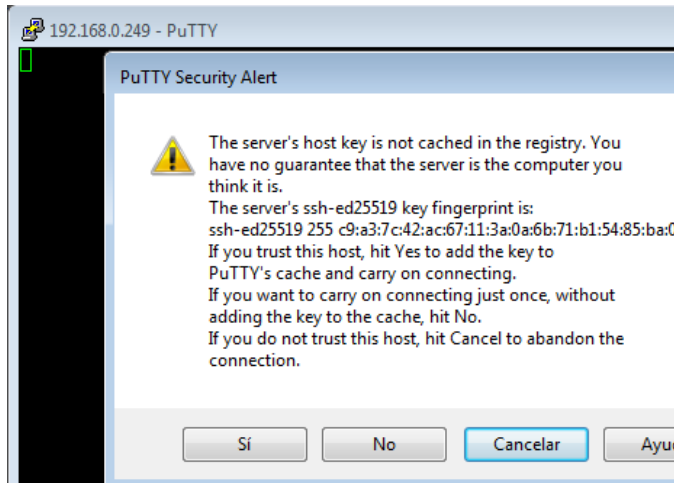 192.168.0.249 - PuTTY
PuTTY Security Alert
The server's host key is not cached in the registry. You
have no guarantee that the server is the computer you
think it is.
The server's ssh-ed25519 key fingerprint is:
ssh-ed25519 255 c9:a3:7c:42:ac:67:11:3a:0a:6b:71:b1:54:85:ba:0
If you trust this host, hit Yes to add the key to
PuTTY's cache and carry on connecting.
If you want to carry on connecting just once, without
adding the key to the cache, hit No.
If you do not trust this host, hit Cancel to abandon the
connection.
Sí No Cancelar Ayu